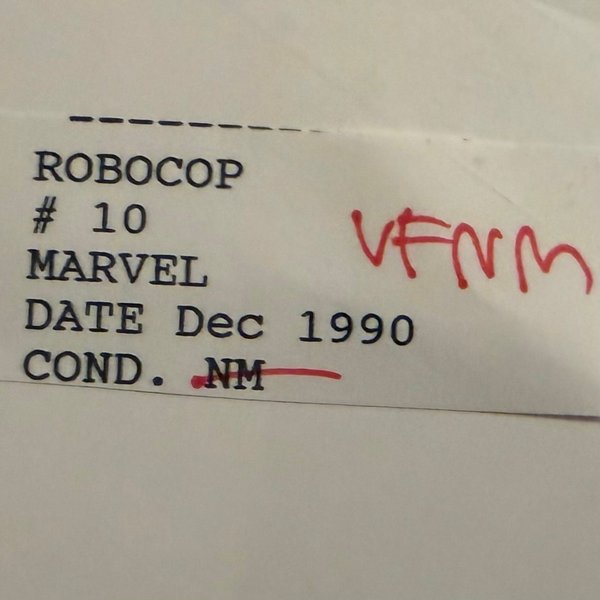 ROBOCOP
# 10
VFNM
MARVEL
DATE Dec 1990
COND. NM